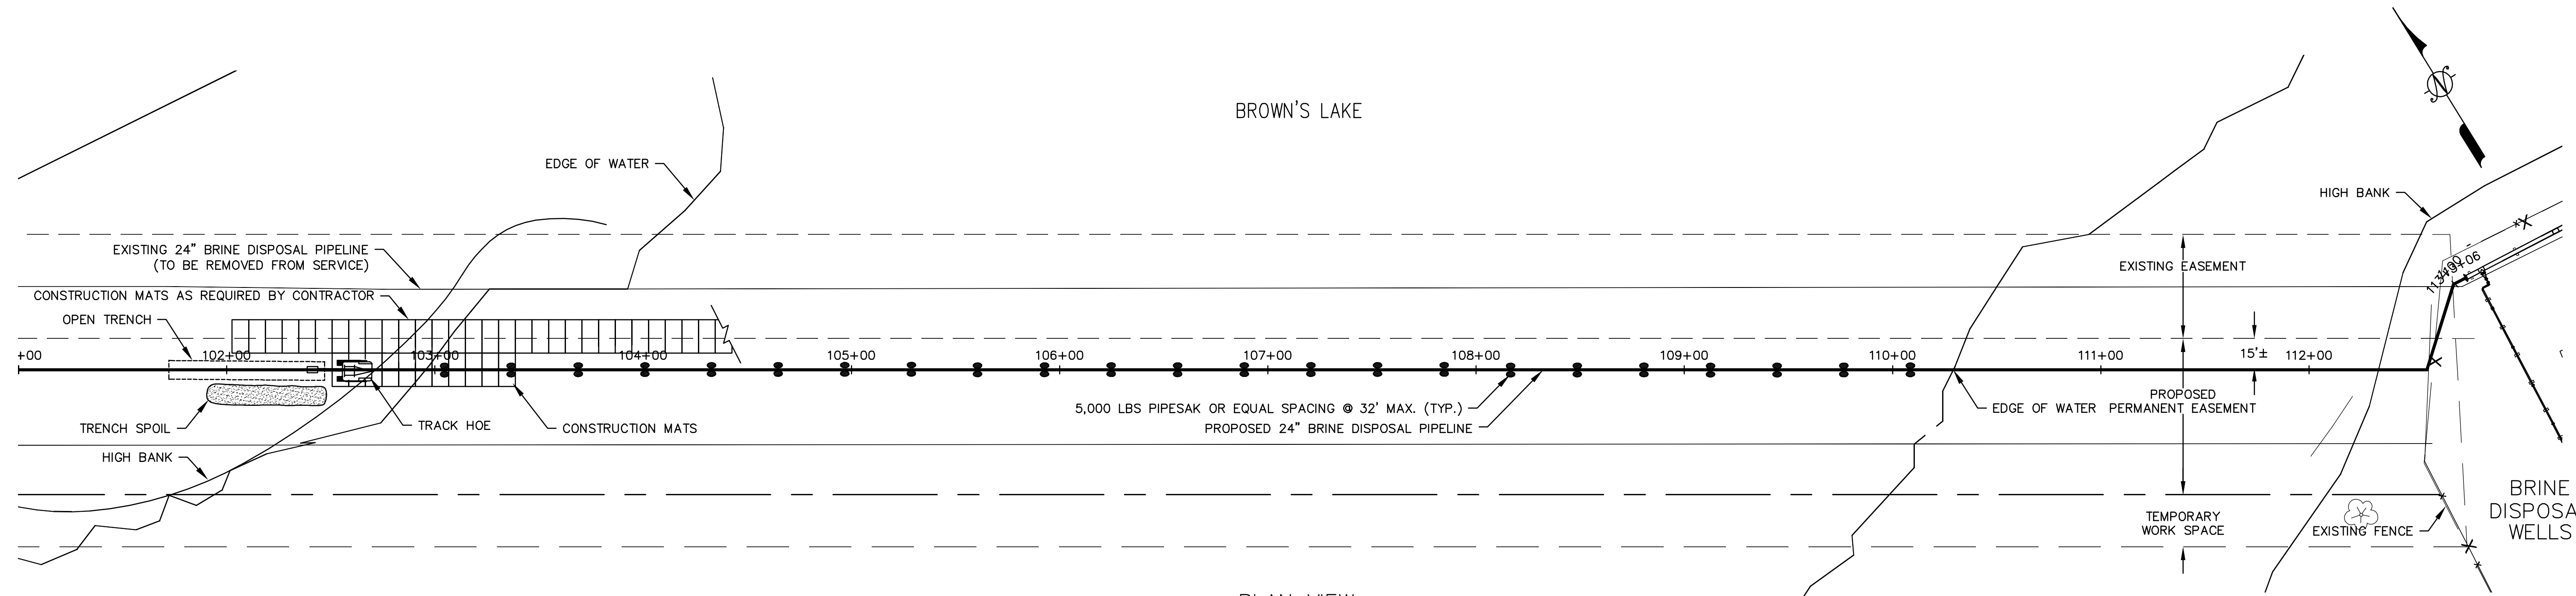 BROWN'S LAKE
N
EDGE OF WATER
HIGH BANK
EXISTING 24" BRINE DISPOSAL PIPELINE
(TO BE REMOVED FROM SERVICE)
EXISTING EASEMENT
CONSTRUCTION MATS AS REQUIRED BY CONTRACTOR
OPEN TRENCH
+00
102+00
103+00
104+00
105+00
106+00
107+00
108+00
109+00
110+00
111+00
15'±
112+00
PROPOSED
PERMANENT EASEMENT
5,000 LBS PIPESAK OR EQUAL SPACING @ 32' MAX. (TYP.)
EDGE OF WATER
PROPOSED 24" BRINE DISPOSAL PIPELINE
TRENCH SPOIL
TRACK HOE
CONSTRUCTION MATS
HIGH BANK
TEMPORARY
WORK SPACE
EXISTING FENCE
BRINE
DISPOSA
WELLS